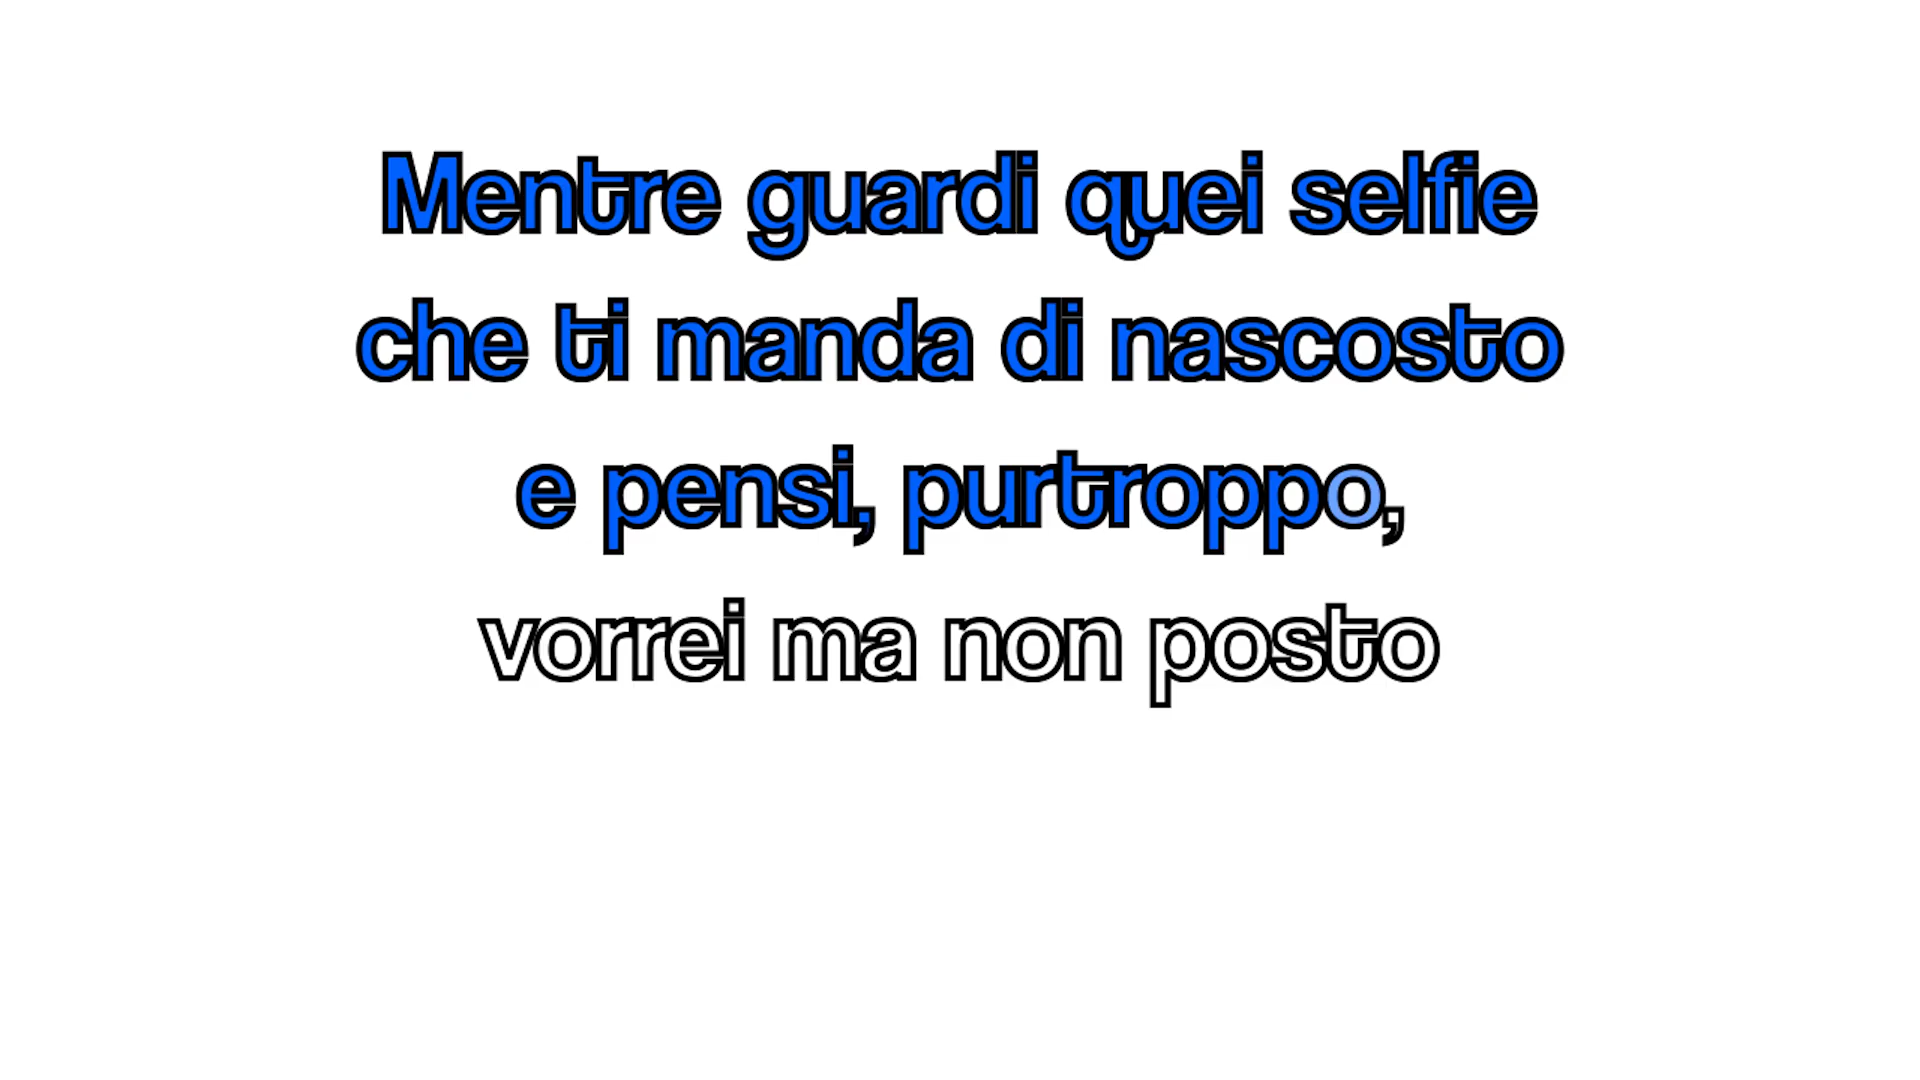 Mentre guardi quei selfie
che ti manda di nascosto
e pensi, purtroppo,
vorrei ma non posto